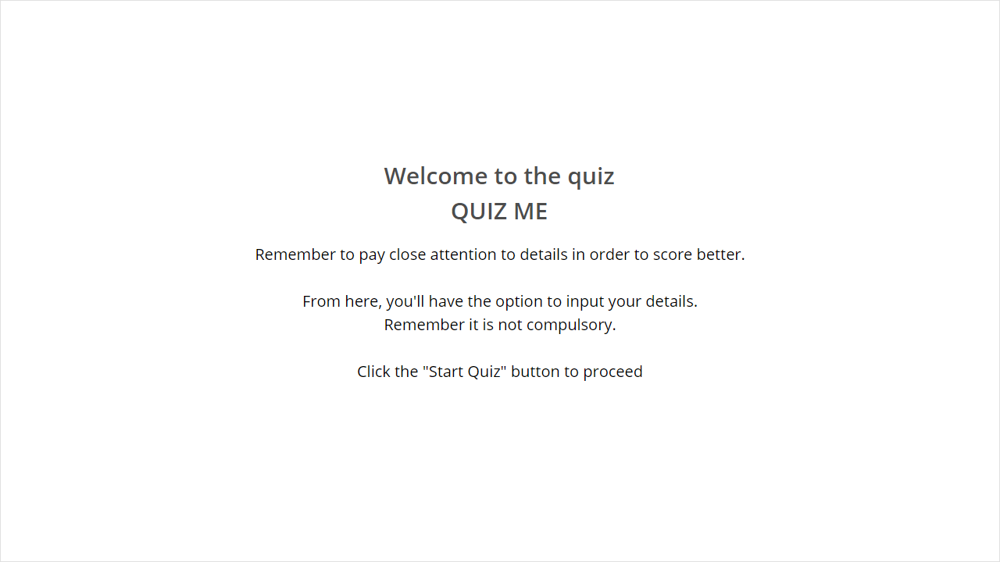 Welcome to the quiz
QUIZ ME
Remember to pay close attention to details in order to score better.
From here, you'll have the option to input your details.
Remember it is not compulsory.
Click the "Start Quiz" button to proceed